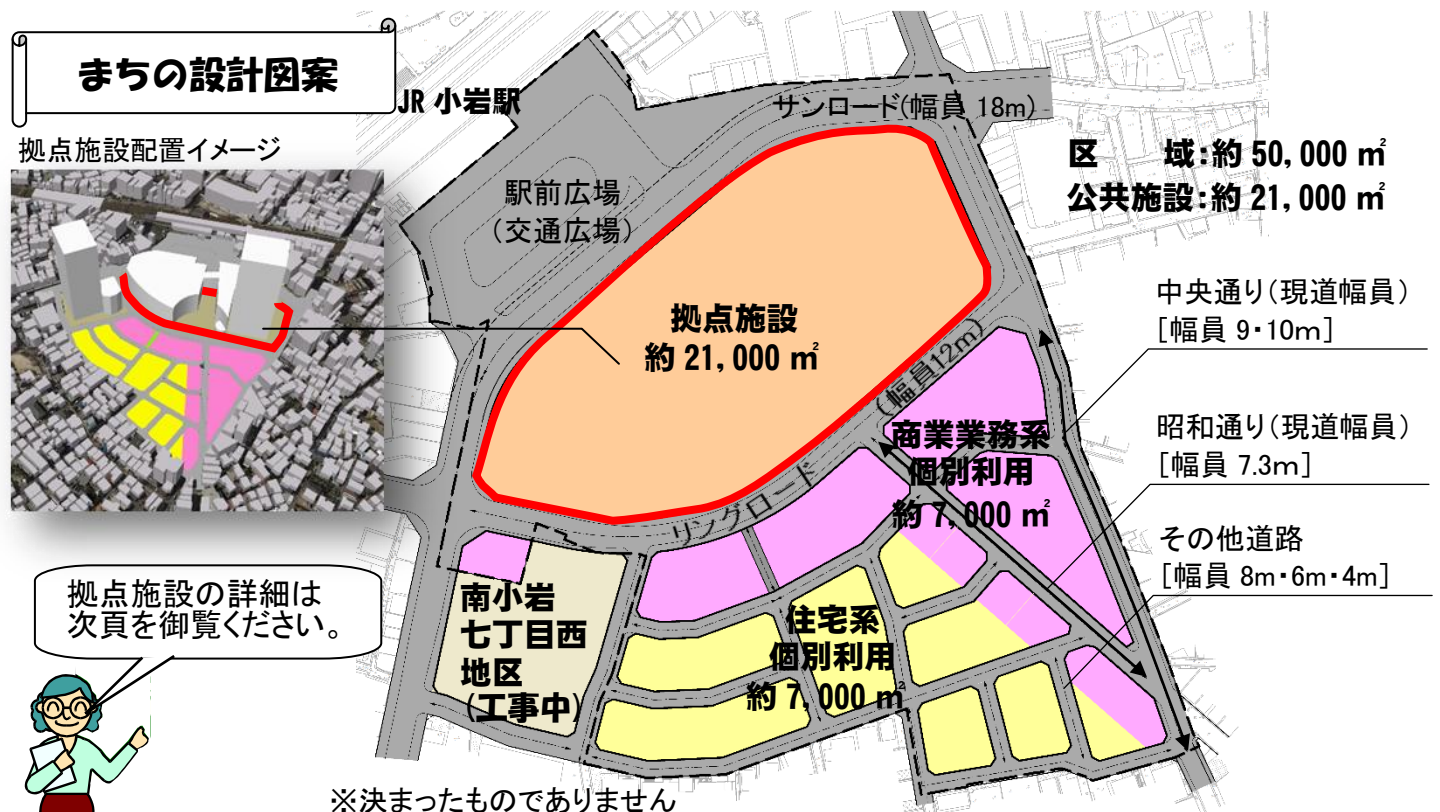 まちの設計図案
JR 小岩駅
サンロード(幅員 18m)
拠点施設配置イメージ
区　　域:約 50,000 ㎡
公共施設:約 21,000 ㎡
駅前広場
(交通広場)
拠点施設
約 21,000 ㎡
中央通り(現道幅員)
[幅員 9・10m]
リングロード
(幅員12m)
商業業務系
個別利用
約 7,000 ㎡
昭和通り(現道幅員)
[幅員 7.3m]
その他道路
[幅員 8m・6m・4m]
南小岩
七丁目西
地区
(工事中)
住宅系
個別利用
約 7,000 ㎡
拠点施設の詳細は
次頁を御覧ください。
※決まったものでありません